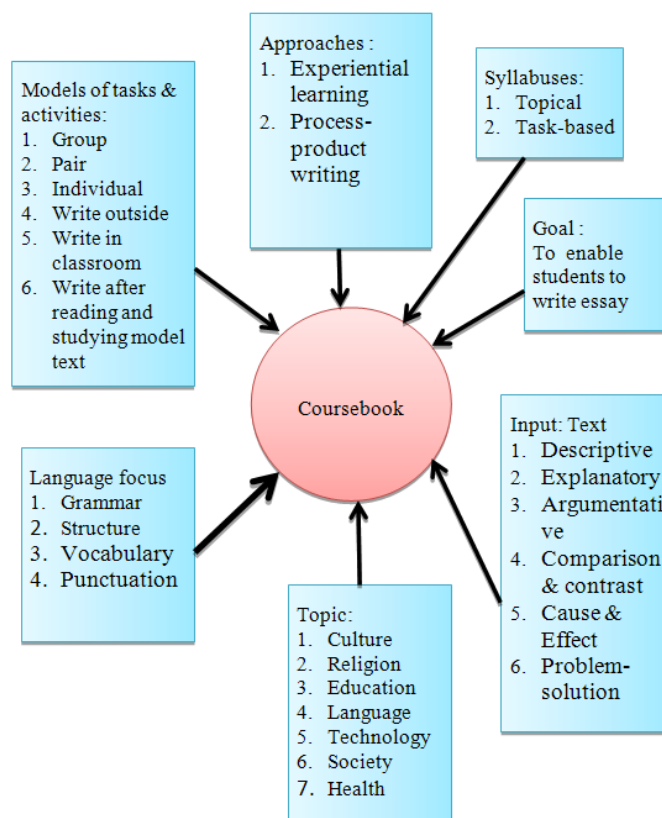 Approaches :
1. Experiential
learning
2. Process-
product
writing
Syllabuses:
1. Topical
2. Task-based
Models of tasks &
activities:
1. Group
2. Pair
3. Individual
4. Write outside
5. Write in
classroom
6. Write after
reading and
studying model
text
Goal :
To enable
students to
write essay
Coursebook
Input: Text
1. Descriptive
2. Explanatory
3. Argumentati
ve
4. Comparison
& contrast
5. Cause &
Effect
6. Problem-
solution
Language focus
1. Grammar
2. Structure
3. Vocabulary
4. Punctuation
Topic:
1. Culture
2. Religion
3. Education
4. Language
5. Technology
6. Society
7. Health